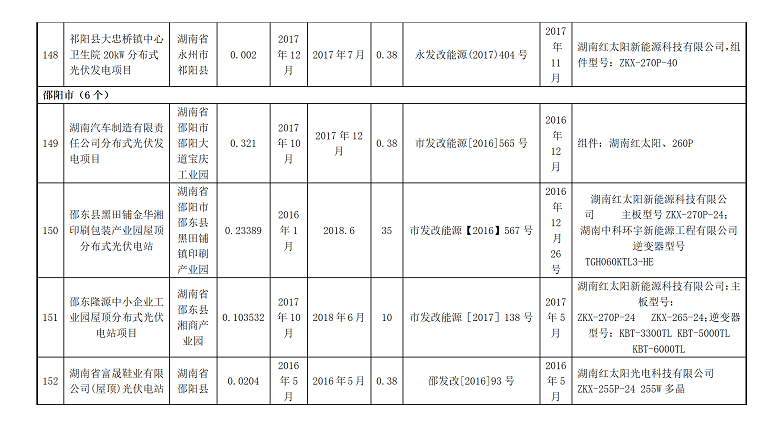 148
祁阳县大忠桥镇中心
卫生院 20kW 分布式
光伏发电项目
湖南省
永州市
祁阳县
0.002
2017
年 12
月
2017 年 7 月
0.38
永发改能源(2017)404 号
2017
年
11
月
湖南红太阳新能源科技有限公司,组
件型号: ZKX-270P-40
邵阳市（6 个）
149
湖南汽车制造有限责
任公司分布式光伏发
电项目
湖南省
邵阳市
邵阳大
道宝庆
工业园
0.321
2017
年 10
月
2017 年 12
月
0.38
市发改能源[2016]565 号
2016
年
12
月
组件: 湖南红太阳、260P
150
邵东县黑田铺金华湘
印刷包装产业园屋顶
分布式光伏电站
湖南省
邵阳市
邵东县
黑田铺
镇印刷
产业园
0.23389
2016
年 1
月
2018.6
35
市发改能源【2016】567 号
2016
年
12
月
26
号
湖南红太阳新能源科技有限公
司 主板型号 ZKX-270P-24;
湖南中科环宇新能源工程有限公司
逆变器型号
TGH060KTL3-HE
151
邵东隆源中小企业工
业园屋顶分布式光伏
电站项目
湖南省
邵东县
湘商产
业园
0.103532
2017
年 10
月
2018 年 6 月
10
市发改能源［2017］138 号
2017
年 5
月
湖南红太阳新能源科技有限公司:主
板型号:
ZKX-270P-24 ZKX-265-24;逆变器
型号: KBT-3300TL KBT-5000TL
KBT-6000TL
152
湖南省富晟鞋业有限
公司(屋顶)光伏电站
湖南省
邵阳县
0.0204
2016
年 5
月
2016 年 5 月
0.38
邵发改[2016]93 号
2016
年 5
月
湖南红太阳光电科技有限公司
ZKX-255P-24 255W 多晶